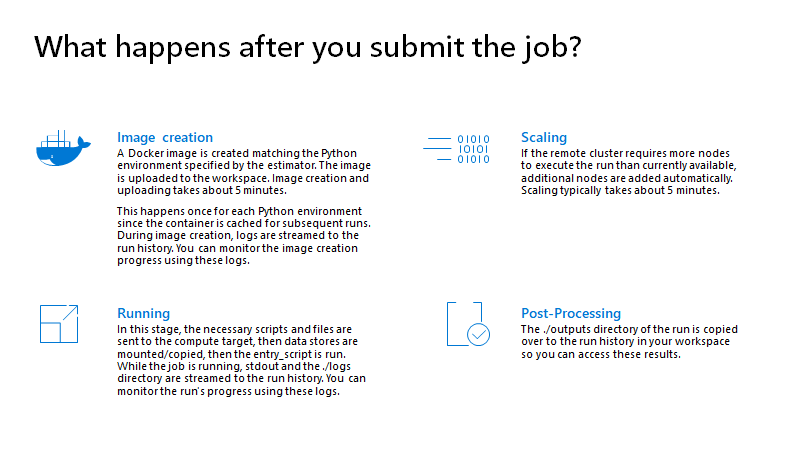 What happens after you submit the job?
Image creation
A Docker image is created matching the Python
environment specified by the estimator. The image
is uploaded to the workspace. Image creation and
uploading takes about 5 minutes.
This happens once for each Python environment
since the container is cached for subsequent runs.
During image creation, logs are streamed to the
run history. You can monitor the image creation
progress using these logs.
01010
10101
01010
Scaling
If the remote cluster requires more nodes
to execute the run than currently available,
additional nodes are added automatically.
Scaling typically takes about 5 minutes.
Running
In this stage, the necessary scripts and files are
sent to the compute target, then data stores are
mounted/copied, then the entry_script is run.
While the job is running, stdout and the ./logs
directory are streamed to the run history. You can
monitor the run's progress using these logs.
Post-Processing
The ./outputs directory of the run is copied
over to the run history in your workspace
so you can access these results.